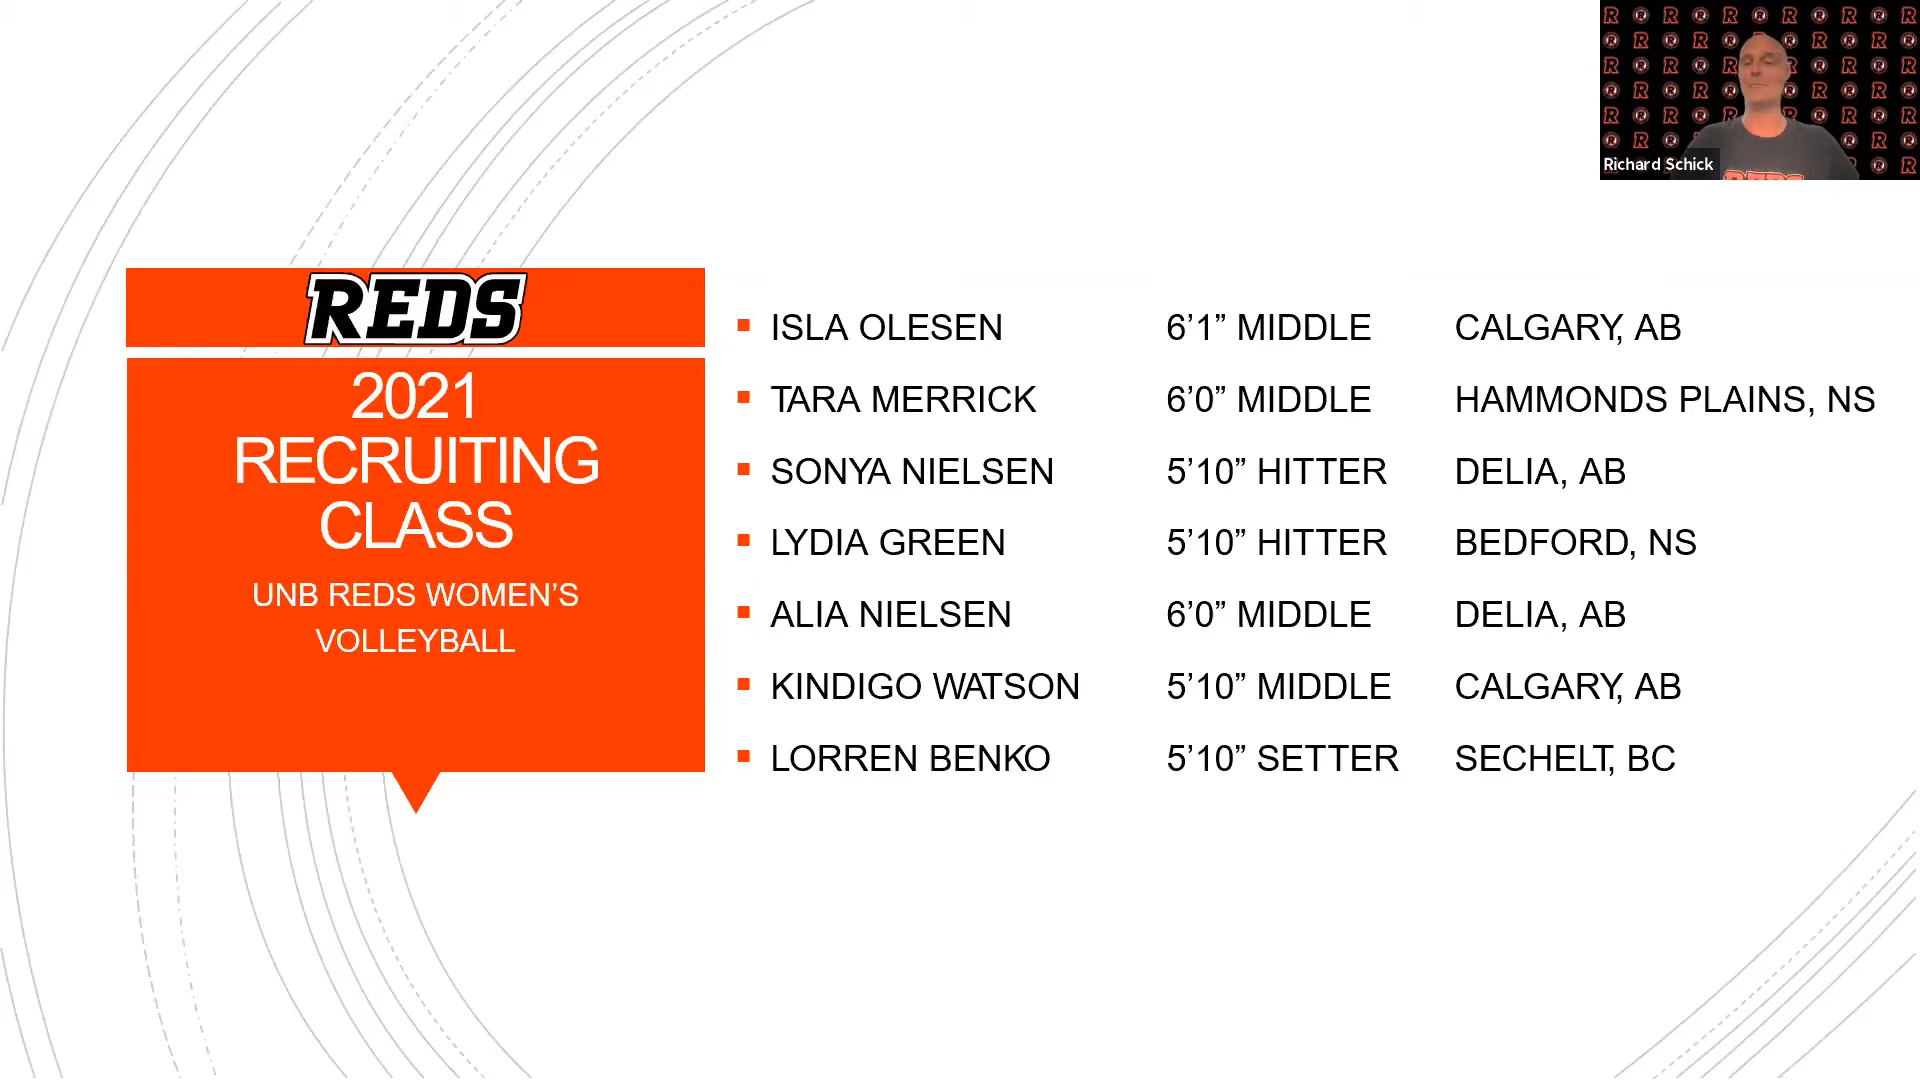 Richard Schick
REDS
REDS
2021
RECRUITING
CLASS
UNB REDS WOMEN’S
VOLLEYBALL
ISLA OLESEN 6’1” MIDDLE CALGARY, AB
TARA MERRICK 6’0” MIDDLE HAMMONDS PLAINS, NS
SONYA NIELSEN 5’10” HITTER DELIA, AB
LYDIA GREEN 5’10” HITTER BEDFORD, NS
ALIA NIELSEN 6’0” MIDDLE DELIA, AB
KINDIGO WATSON 5’10” MIDDLE CALGARY, AB
LORREN BENKO 5’10” SETTER SECHELT, BC